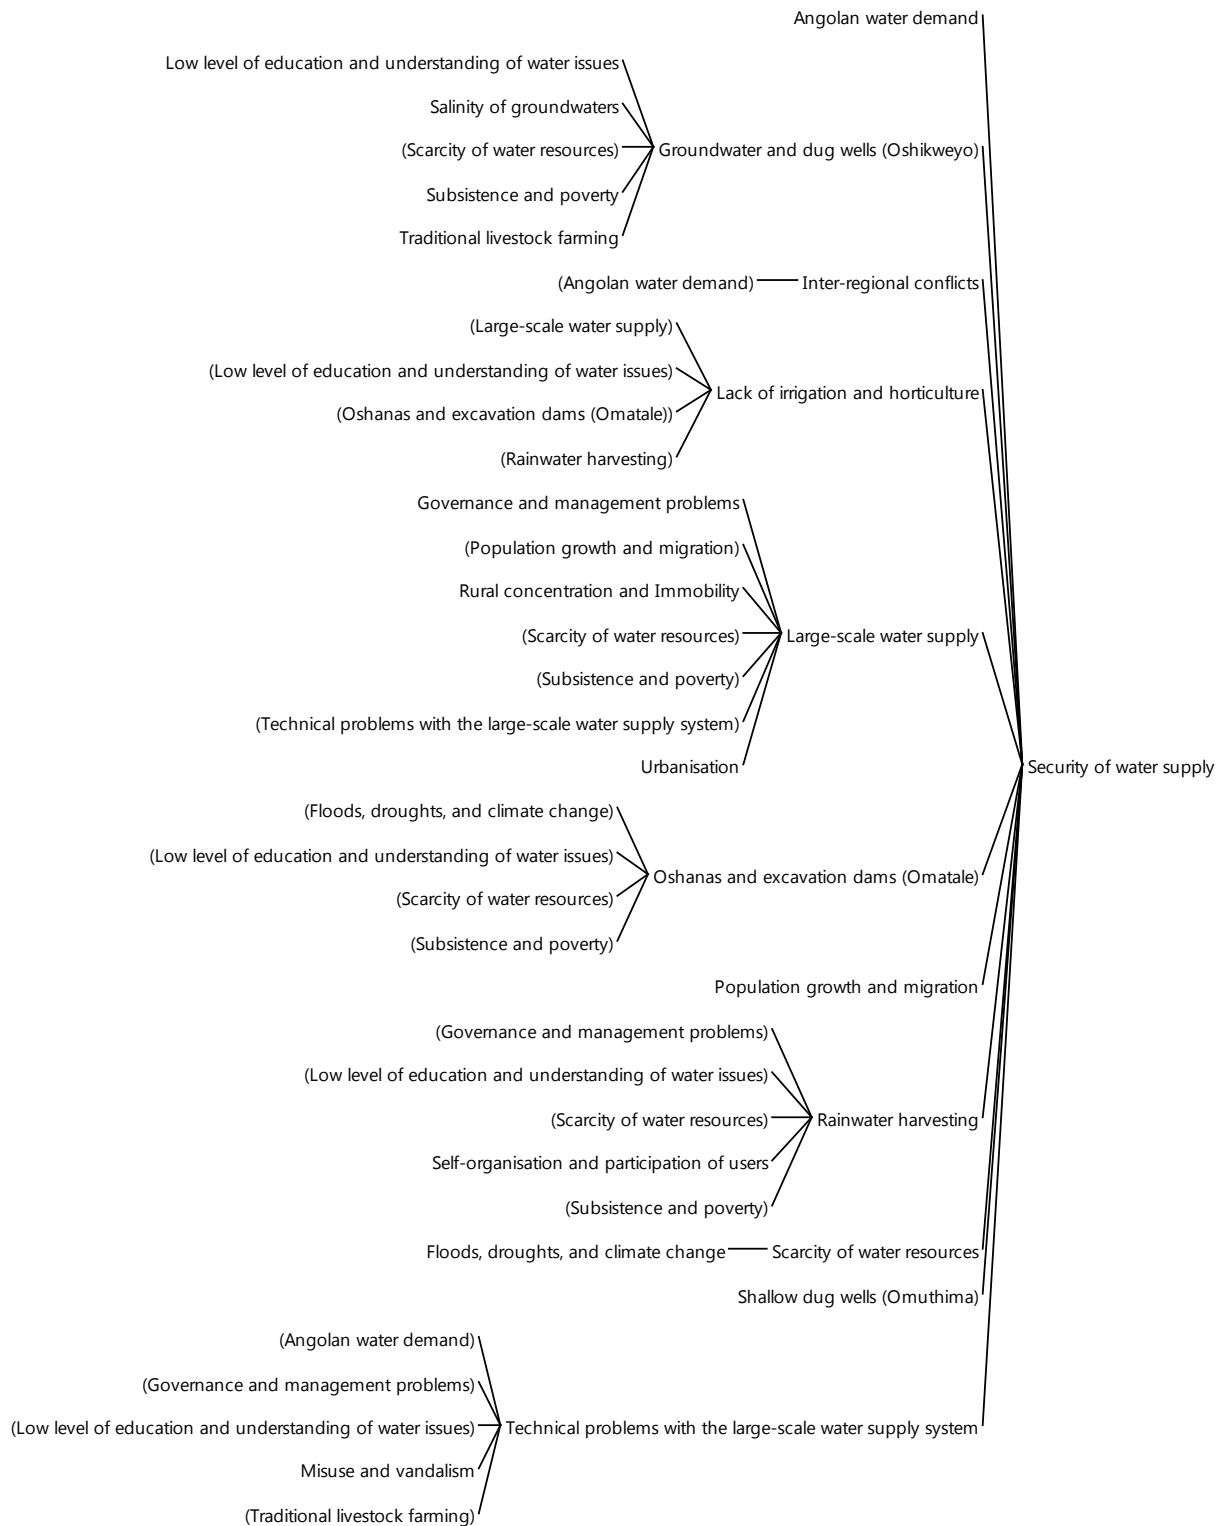 Angolan water demand
Low level of education and understanding of water issues
Salinity of groundwaters
(Scarcity of water resources)
Groundwater and dug wells (Oshikweyo)
Subsistence and poverty
Traditional livestock farming
(Angolan water demand)
Inter-regional conflicts
(Large-scale water supply)
(Low level of education and understanding of water issues)
Lack of irrigation and horticulture
(Oshanas and excavation dams (Omatale))
(Rainwater harvesting)
Governance and management problems
(Population growth and migration)
Rural concentration and Immobility
(Scarcity of water resources)
Large-scale water supply
(Subsistence and poverty)
(Technical problems with the large-scale water supply system)
Urbanisation
Security of water supply
(Floods, droughts, and climate change)
(Low level of education and understanding of water issues)
Oshanas and excavation dams (Omatale)
(Scarcity of water resources)
(Subsistence and poverty)
Population growth and migration
(Governance and management problems)
(Low level of education and understanding of water issues)
(Scarcity of water resources)
Rainwater harvesting
Self-organisation and participation of users
(Subsistence and poverty)
Floods, droughts, and climate change
Scarcity of water resources
Shallow dug wells (Omuthima)
(Angolan water demand)
(Governance and management problems)
(Low level of education and understanding of water issues)
Technical problems with the large-scale water supply system
Misuse and vandalism
(Traditional livestock farming)